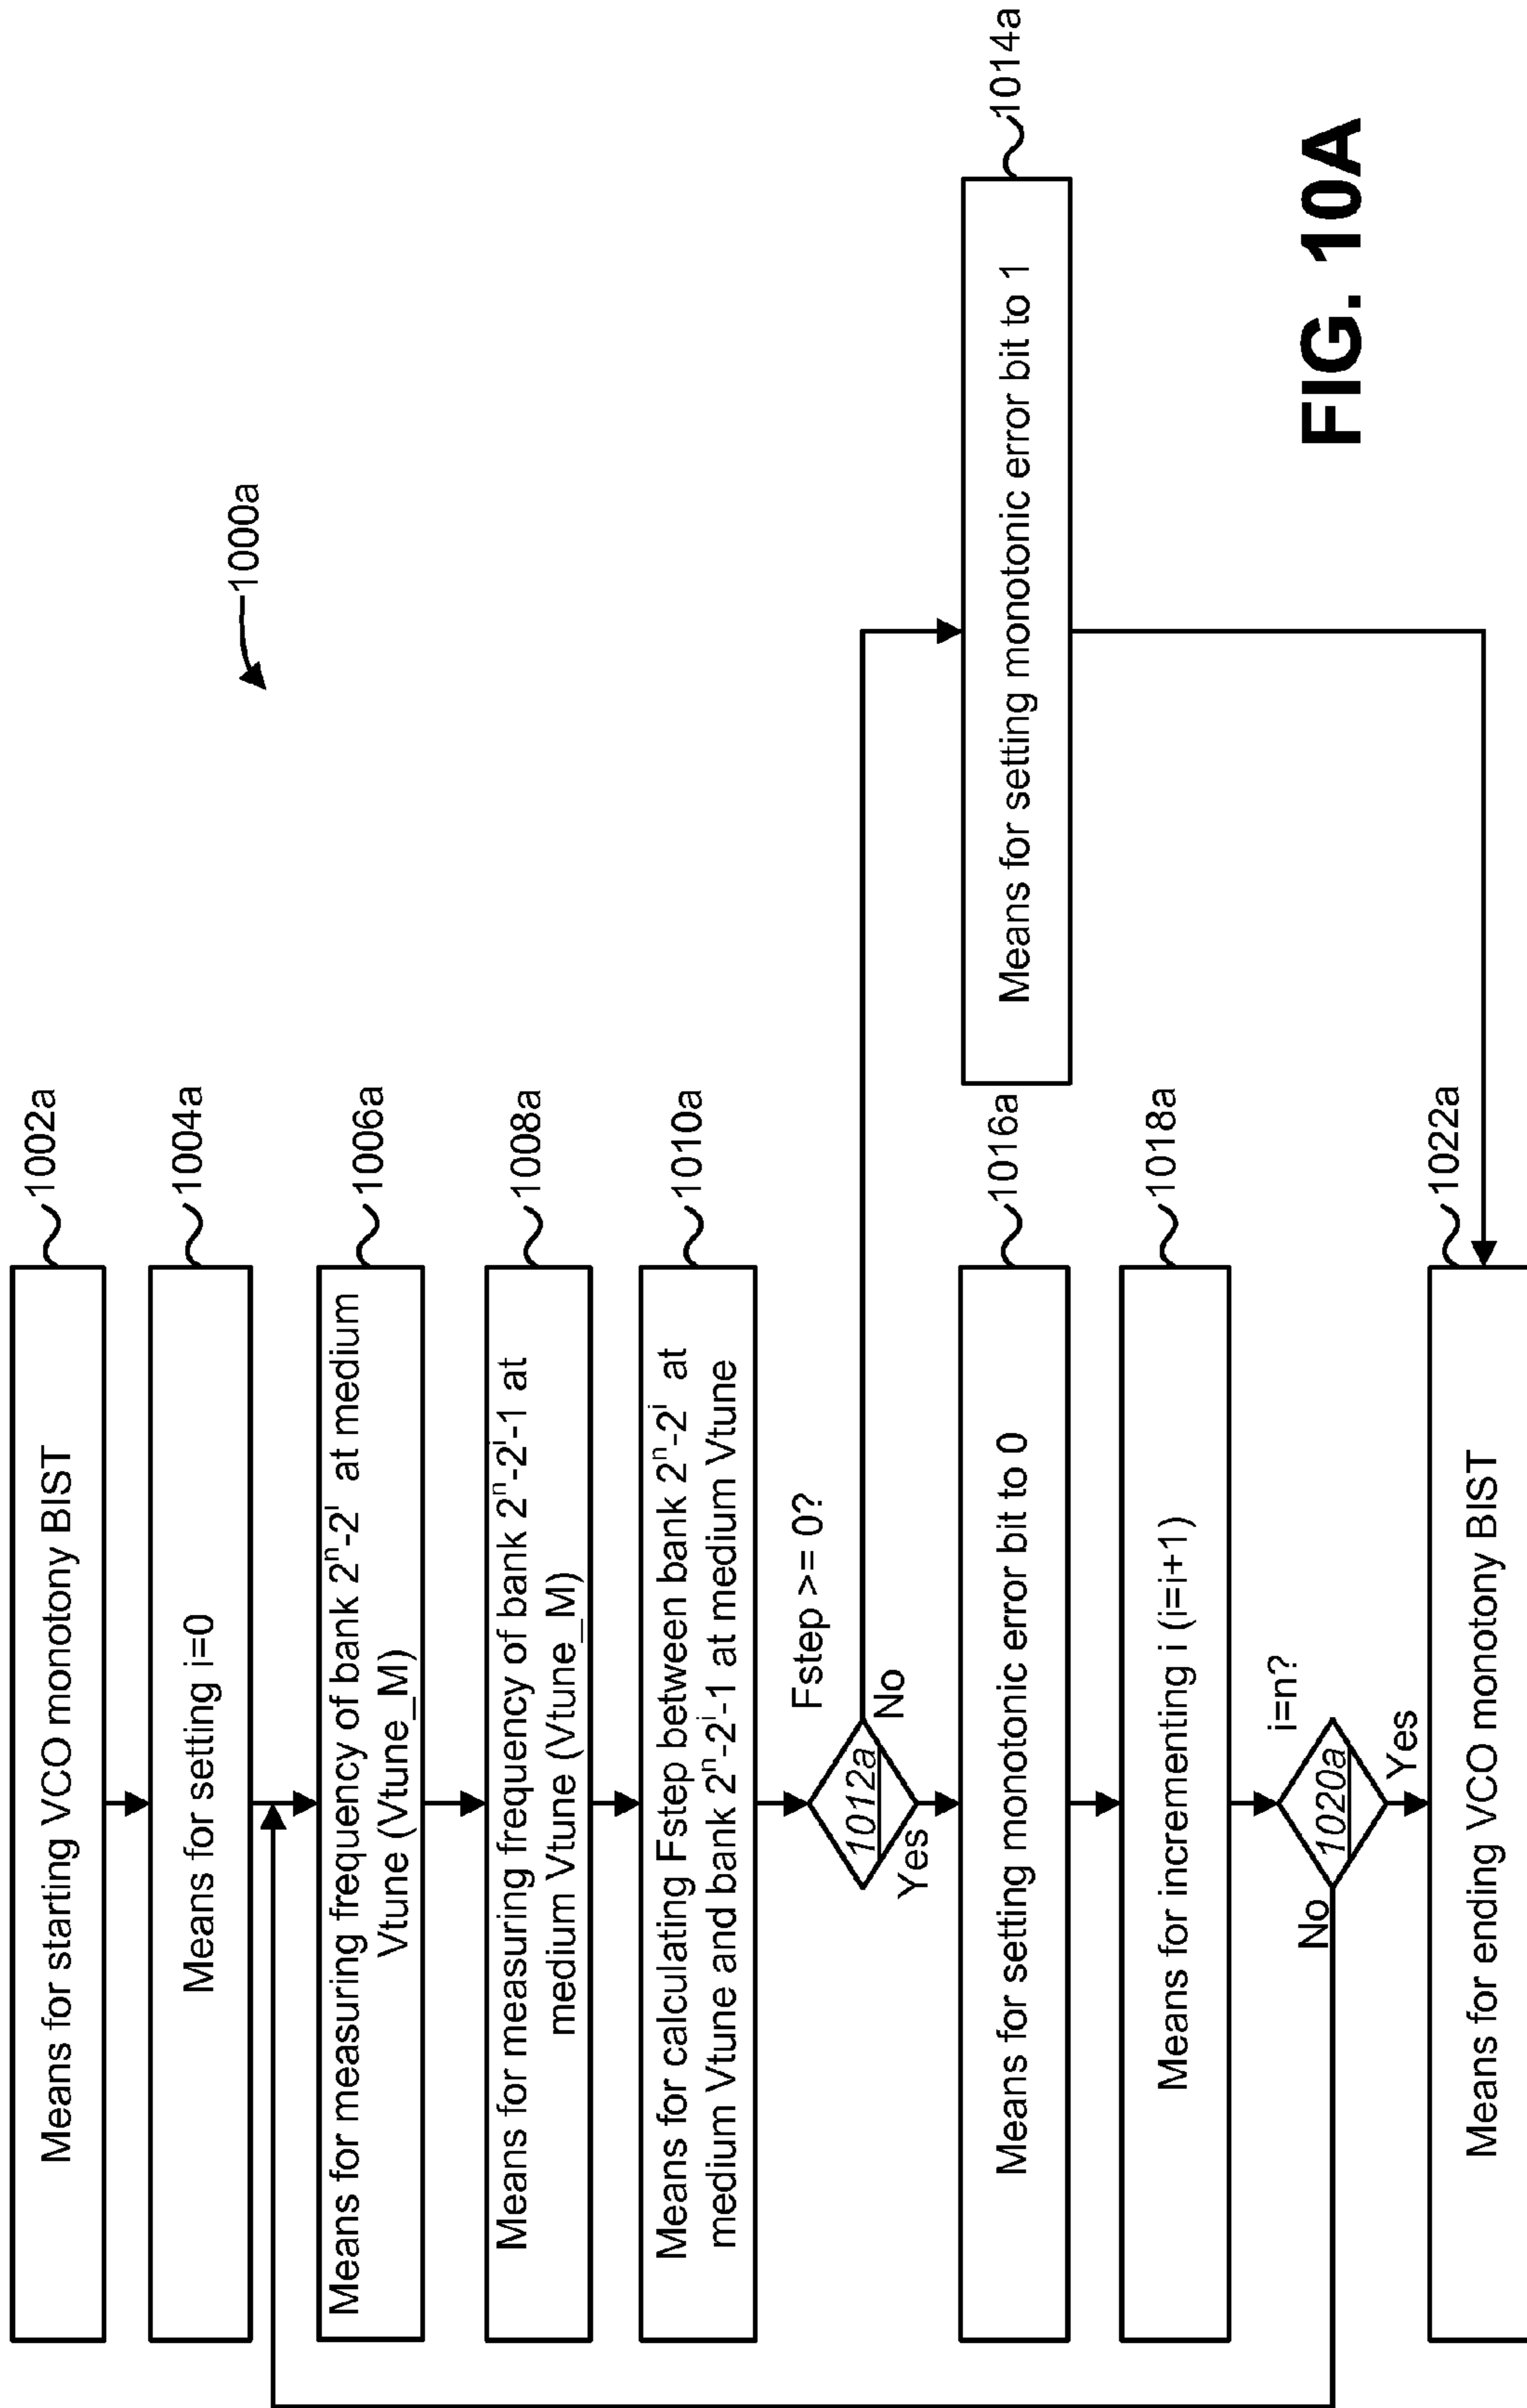 1000a
Means for starting VCO monotony BIST
1002a
Means for setting i=0
1004a
Means for measuring frequency of bank 2ⁿ-2ⁱ at medium
Vtune (Vtune_M)
1006a
Means for measuring frequency of bank 2ⁿ-2ⁱ-1 at
medium Vtune (Vtune_M)
1008a
Means for calculating Fstep between bank 2ⁿ-2ⁱ at
medium Vtune and bank 2ⁿ-2ⁱ-1 at medium Vtune
1010a
Fstep >= 0?
1012a
No
Yes
Means for setting monotonic error bit to 1
1014a
Means for setting monotonic error bit to 0
1016a
Means for incrementing i (i=i+1)
1018a
i=n?
1020a
No
Yes
Means for ending VCO monotony BIST
1022a
FIG. 10A